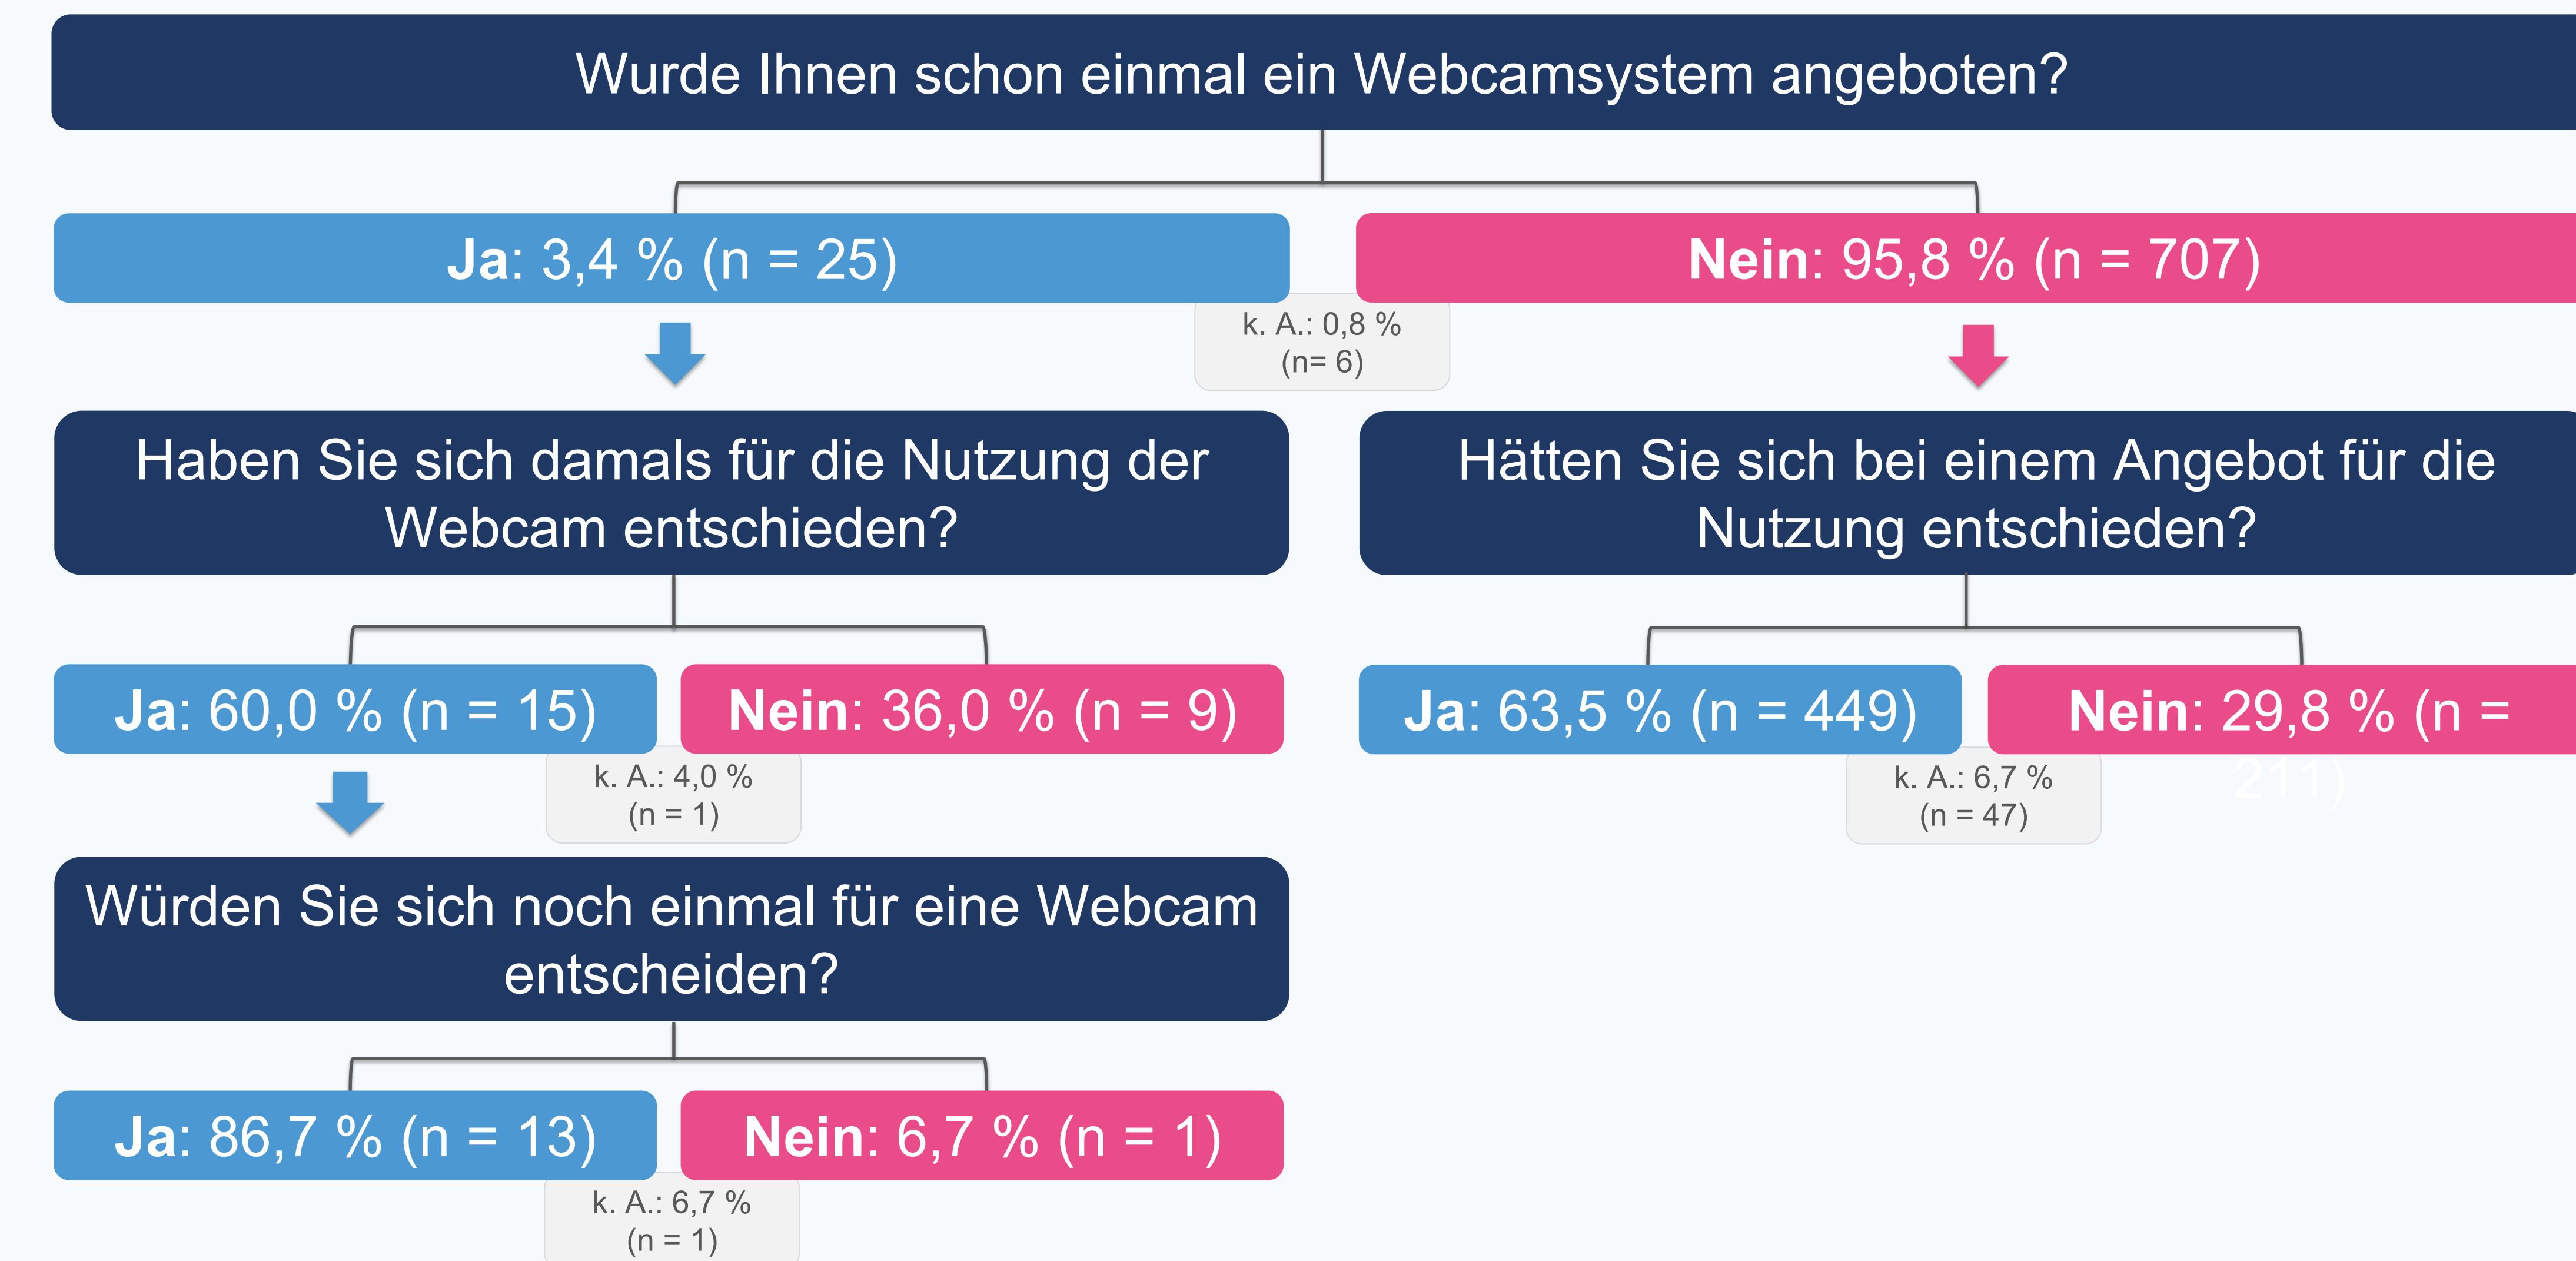 Wurde Ihnen schon einmal ein Webcamsystem angeboten?
Ja: 3,4 % (n = 25)
Nein: 95,8 % (n = 707)
k. A.: 0,8 %
(n= 6)
Haben Sie sich damals für die Nutzung der
Webcam entschieden?
Hätten Sie sich bei einem Angebot für die
Nutzung entschieden?
Ja: 60,0 % (n = 15)
Nein: 36,0 % (n = 9)
k. A.: 4,0 %
(n = 1)
Ja: 63,5 % (n = 449)
Nein: 29,8 % (n =
211)
k. A.: 6,7 %
(n = 47)
Würden Sie sich noch einmal für eine Webcam
entscheiden?
Ja: 86,7 % (n = 13)
Nein: 6,7 % (n = 1)
k. A.: 6,7 %
(n = 1)